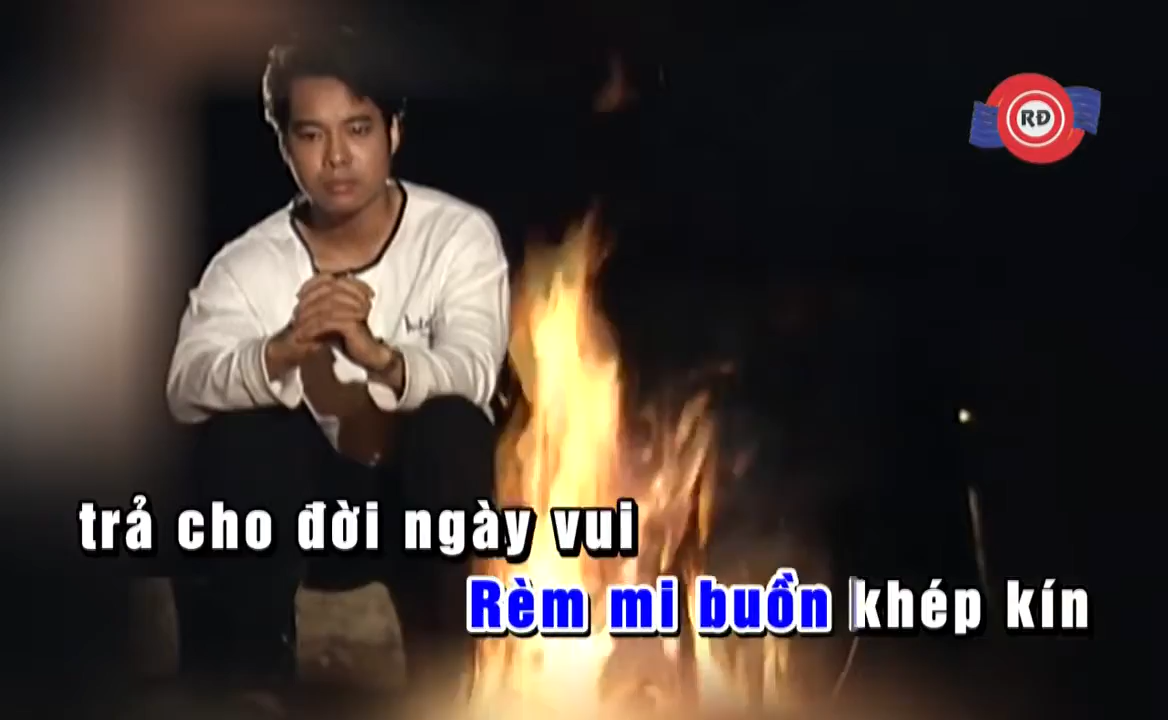 RĐ
trả cho đời ngày vui
Rèm mi buồn khép kín